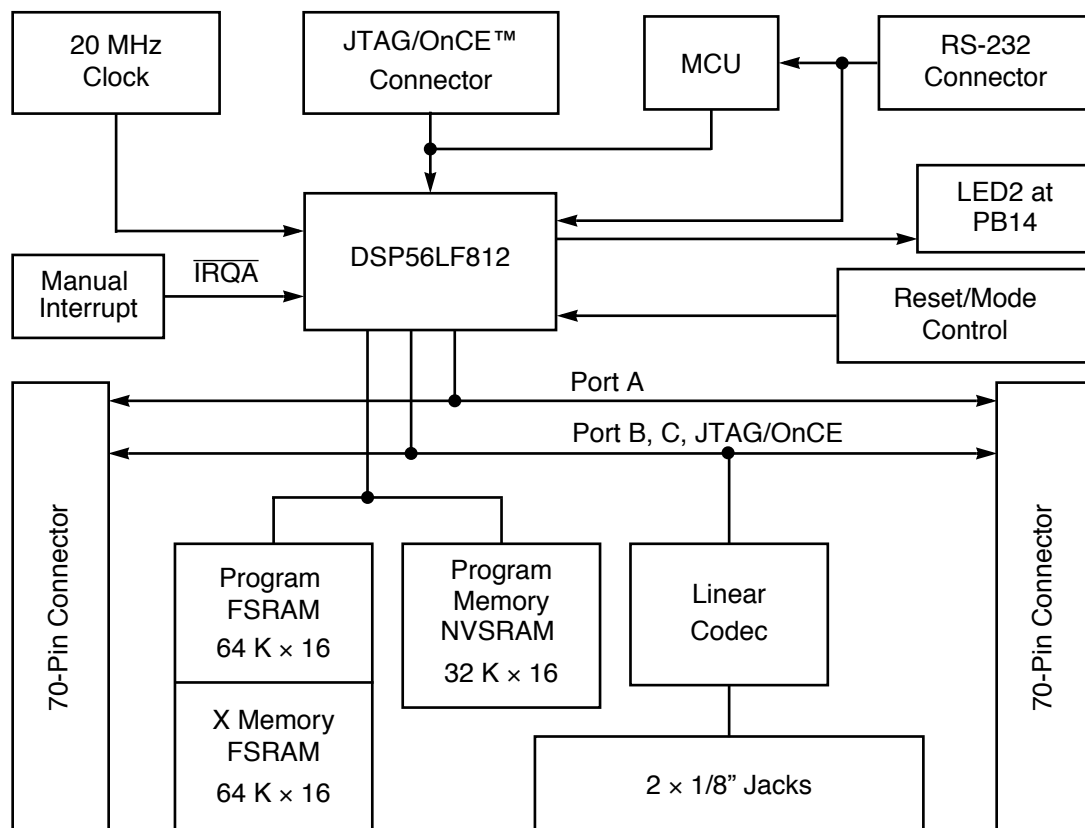 20 MHz
Clock
JTAG/OnCE™
Connector
MCU
RS-232
Connector
LED2 at
PB14
DSP56LF812
Manual
Interrupt
IRQA
Reset/Mode
Control
Port A
Port B, C, JTAG/OnCE
70-Pin Connector
Program
FSRAM
64 K × 16
X Memory
FSRAM
64 K × 16
Program
Memory
NVSRAM
32 K × 16
Linear
Codec
2 × 1/8” Jacks
70-Pin Connector